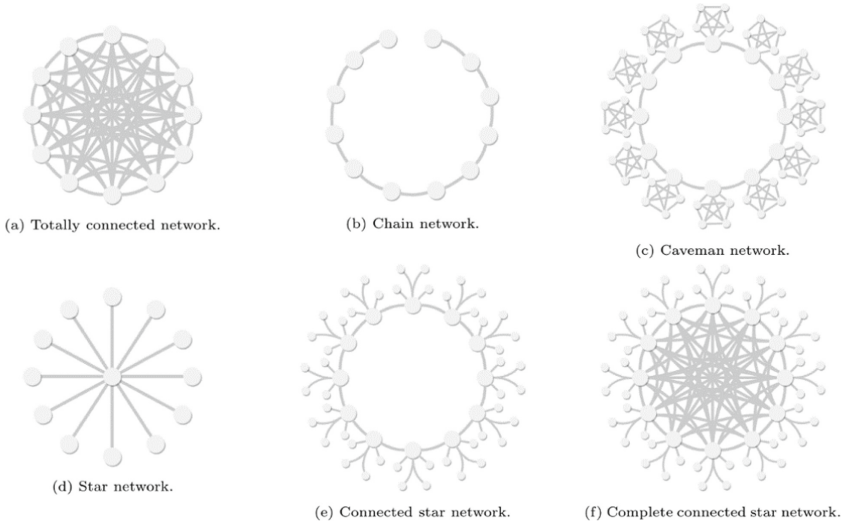 (a) Totally connected network.
(b) Chain network.
(c) Caveman network.
(d) Star network.
(e) Connected star network.
(f) Complete connected star network.